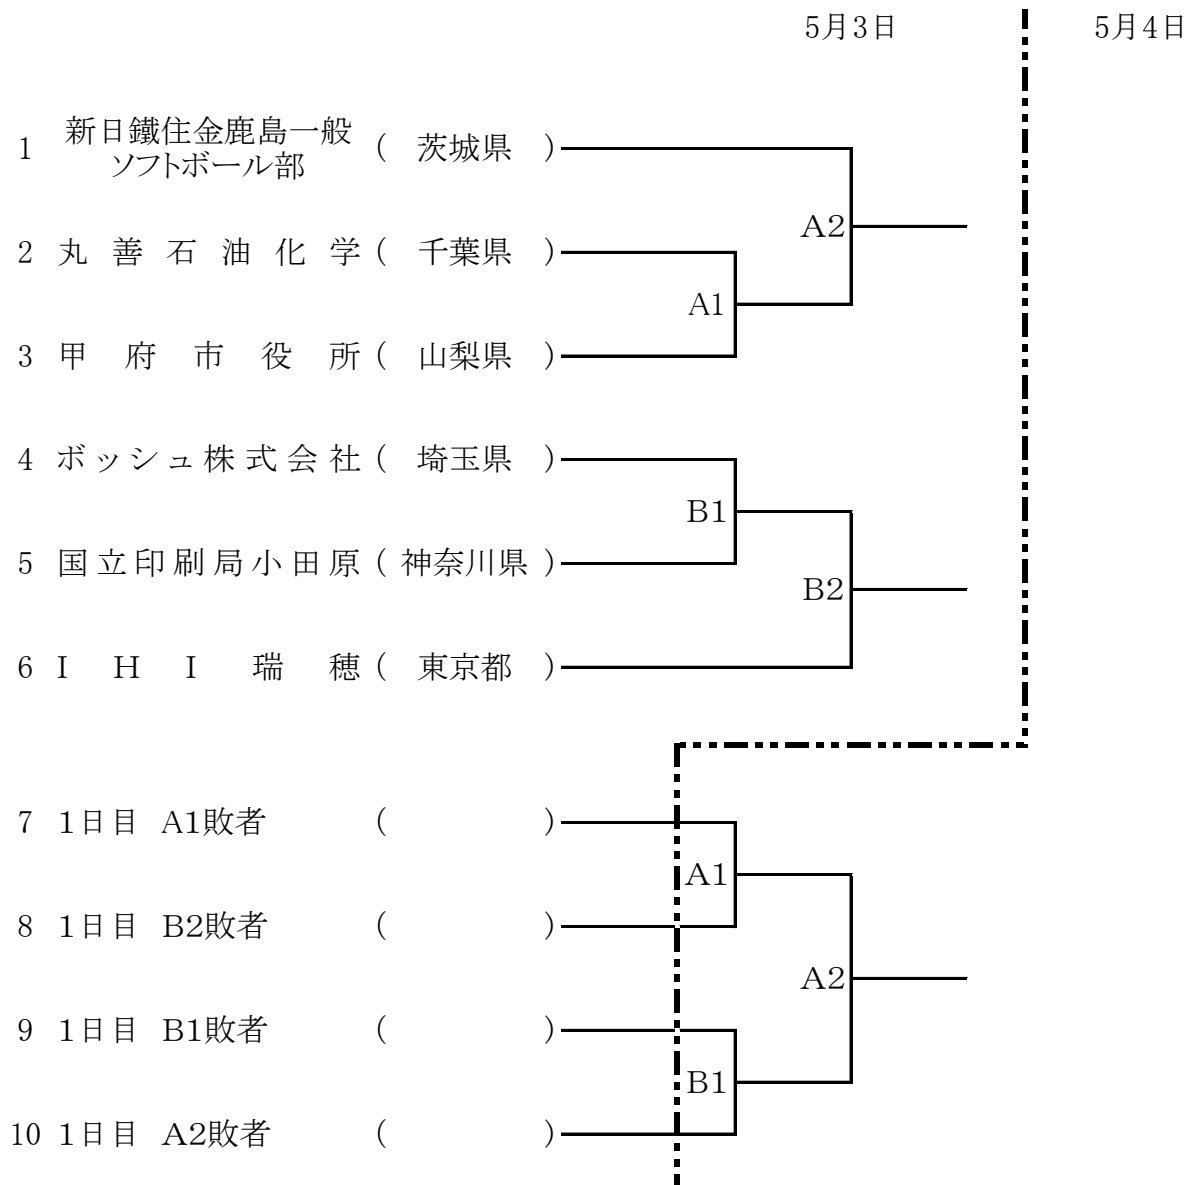 5月3日 5月4日
1 新日鐵住金鹿島一般 ( 茨城県 )
ソフトボール部
A2
2 丸善石油化学 ( 千葉県 )
A1
3 甲府市役所 ( 山梨県 )
4 ボッシュ株式会社 ( 埼玉県 )
B1
5 国立印刷局小田原 ( 神奈川県 )
B2
6 ＩＨＩ瑞穂 ( 東京都 )
7 1日目 A1敗者 ( )
A1
8 1日目 B2敗者 ( )
A2
9 1日目 B1敗者 ( )
B1
10 1日目 A2敗者 ( )